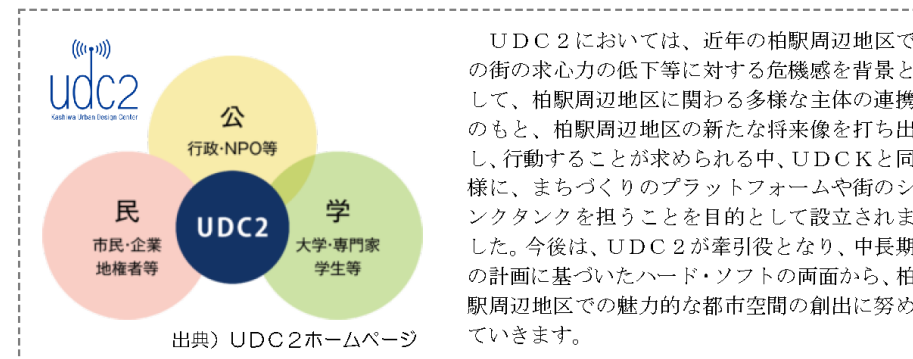 udc2
Kashiwa Urban Design Center
公
行政・NPO等
民
市民・企業
地権者等
UDC2
学
大学・専門家
学生等
出典）ＵＤＣ２ホームページ
ＵＤＣ２においては、近年の柏駅周辺地区で
の街の求心力の低下等に対する危機感を背景と
して、柏駅周辺地区に関わる多様な主体の連携
のもと、柏駅周辺地区の新たな将来像を打ち出
し、行動することが求められる中、ＵＤＣＫと同
様に、まちづくりのプラットフォームや街のシ
ンクタンクを担うことを目的として設立されま
した。今後は、ＵＤＣ２が牽引役となり、中長期
の計画に基づいたハード・ソフトの両面から、柏
駅周辺地区での魅力的な都市空間の創出に努め
ていきます。